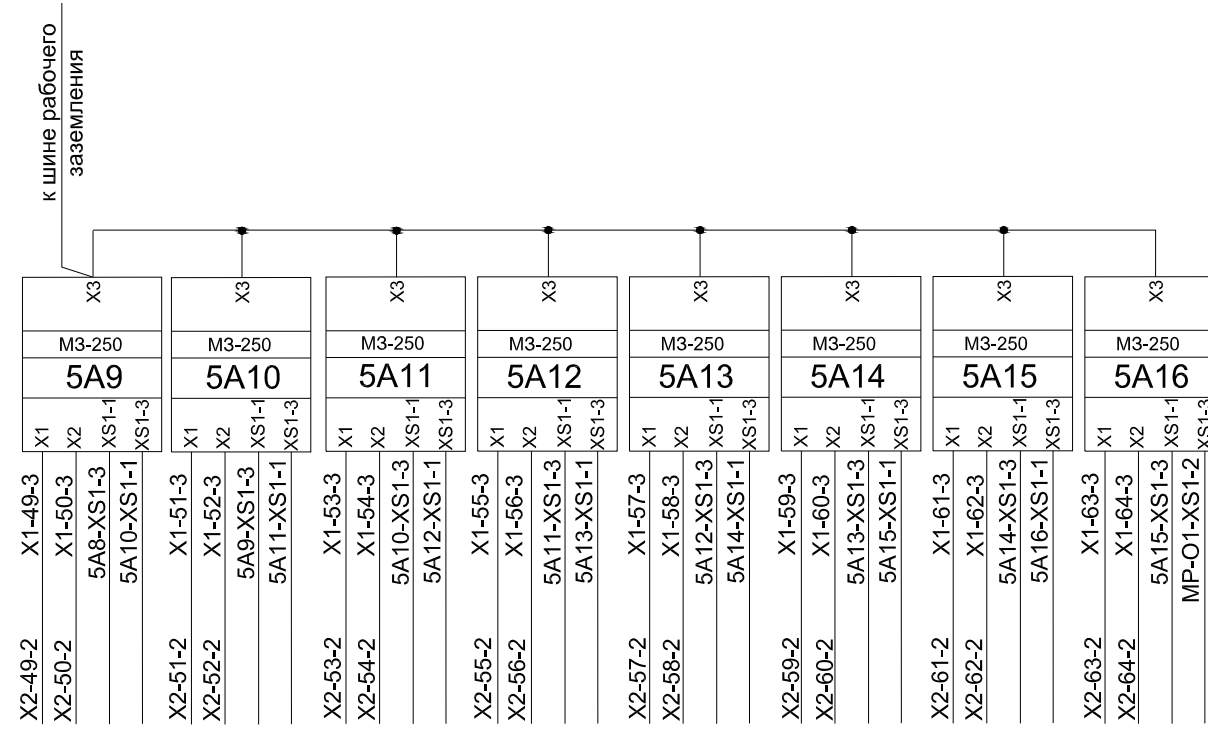 к шине рабочего
заземления
X3 X3 X3 X3 X3 X3 X3 X3
МЗ-250 МЗ-250 МЗ-250 МЗ-250 МЗ-250 МЗ-250 МЗ-250 МЗ-250
5A9 5A10 5A11 5A12 5A13 5A14 5A15 5A16
X1 X2 XS1-1 XS1-3 X1 X2 XS1-1 XS1-3 X1 X2 XS1-1 XS1-3 X1 X2 XS1-1 XS1-3 X1 X2 XS1-1 XS1-3 X1 X2 XS1-1 XS1-3 X1 X2 XS1-1 XS1-3 X1 X2 XS1-1 XS1-3
X1-49-3 X1-50-3 5A8-XS1-3 5A10-XS1-1 X1-51-3 X1-52-3 5A9-XS1-3 5A11-XS1-1 X1-53-3 X1-54-3 5A10-XS1-3 5A12-XS1-1 X1-55-3 X1-56-3 5A11-XS1-3 5A13-XS1-1 X1-57-3 X1-58-3 5A12-XS1-3 5A14-XS1-1 X1-59-3 X1-60-3 5A13-XS1-3 5A15-XS1-1 X1-61-3 X1-62-3 5A14-XS1-3 5A16-XS1-1 X1-63-3 X1-64-3 5A15-XS1-3 MP-O1-XS1-2
X2-49-2 X2-50-2 X2-51-2 X2-52-2 X2-53-2 X2-54-2 X2-55-2 X2-56-2 X2-57-2 X2-58-2 X2-59-2 X2-60-2 X2-61-2 X2-62-2 X2-63-2 X2-64-2